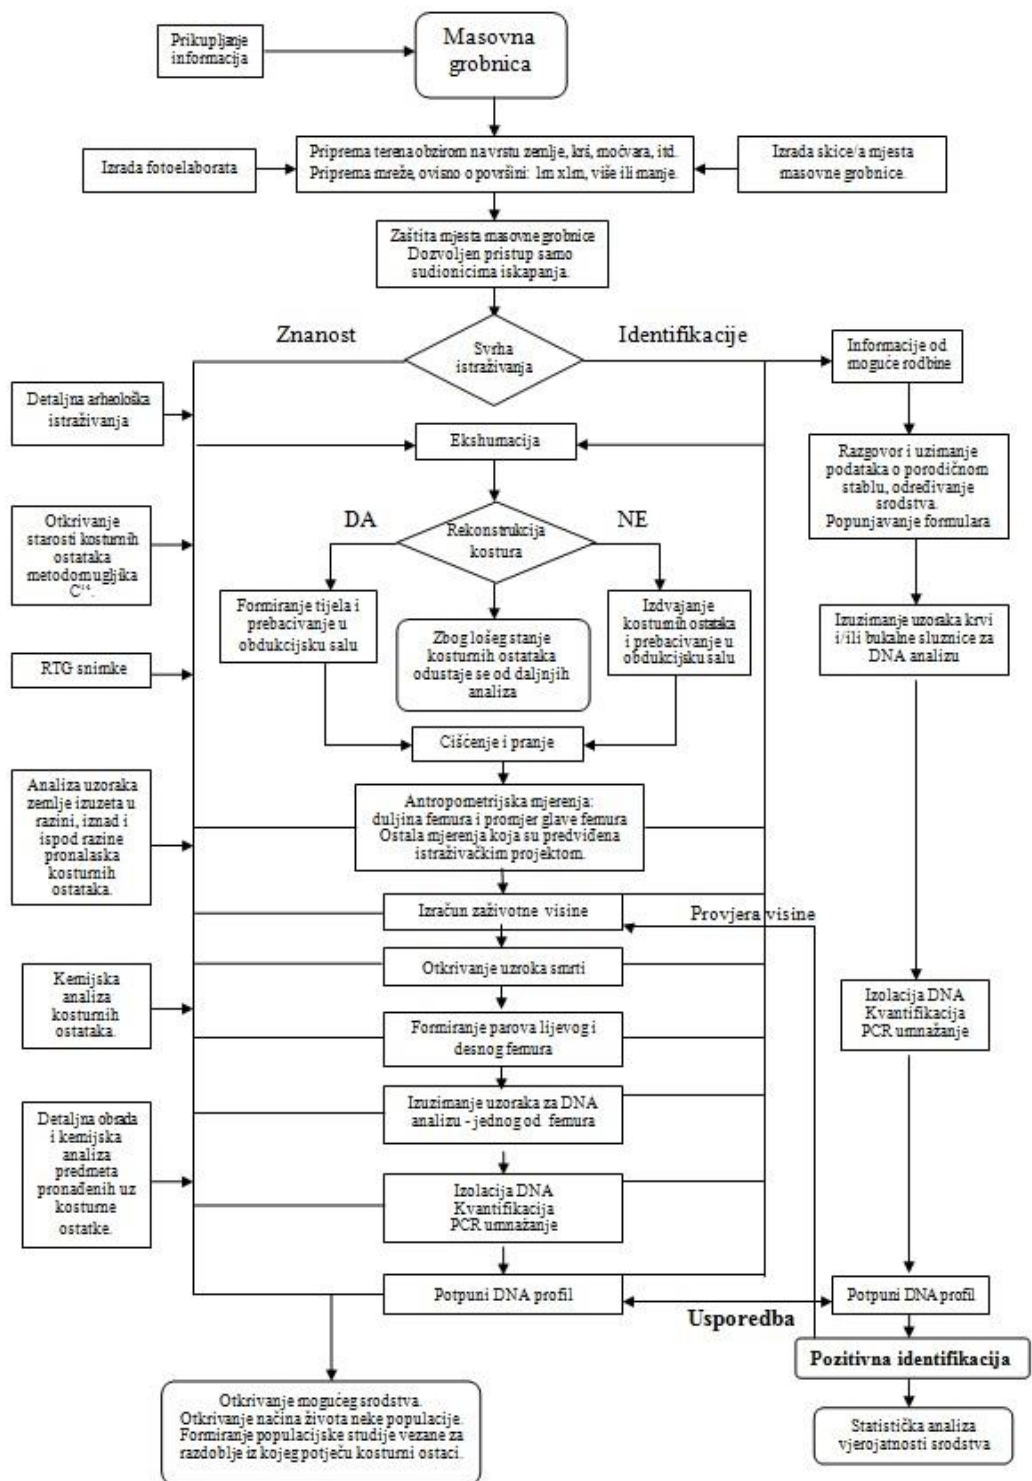 Masovna
grobnica
Prikupljanje
informacija
Izrada fotoelaborata
Priprema terena obzirom na vrstu zemlje, krš, močvara, itd.
Priprema mreže, ovisno o površini: 1m x1m, više ili manje.
Izrada skice/a mjesta
masovne grobnice.
Zaštita mjesta masovne grobnice
Dozvoljen pristup samo
sudionicima iskapanja.
Znanost
Svrha
istraživanja
Identifikacije
Informacije od
moguće rodbine
Detaljna arheološka
istraživanja
Ekshumacija
Razgovor i uzimanje
podataka o porodičnom
stablu, određivanje
srodstva.
Popunjavanje formulara
Otkrivanje
starosti kosturnih
ostataka
metodom ugljika
C¹⁴.
DA
Rekonstrukcija
kostura
NE
Formiranje tijela i
prebacivanje u
obdukcijsku salu
Zbog lošeg stanje
kosturnih ostataka
odustaje se od daljnjih
analiza
Izdvajanje
kosturnih ostataka
i prebacivanje u
obdukcijsku salu
Izuzimanje uzoraka krvi
i/ili bukalne sluznice za
DNA analizu
RTG snimke
Čišćenje i pranje
Analiza uzoraka
zemlje izuzeta u
razini, iznad i
ispod razine
pronalaska
kosturnih
ostataka.
Antropometrijska mjerenja:
duljina femura i promjer glave femura
Ostala mjerenja koja su predviđena
istraživačkim projektom.
Izračun zaživotne visine
Provjera visine
Otkrivanje uzroka smrti
Kemijska
analiza
kosturnih
ostataka.
Formiranje parova lijevog i
desnog femura
Izolacija DNA
Kvantifikacija
PCR umnažanje
Izuzimanje uzoraka za DNA
analizu - jednog od femura
Detaljna obrada
i kemijska
analiza
predmeta
pronađenih uz
kosturne
ostatke.
Izolacija DNA
Kvantifikacija
PCR umnažanje
Potpuni DNA profil
Usporedba
Potpuni DNA profil
Pozitivna identifikacija
Otkrivanje mogućeg srodstva.
Otkrivanje načina života neke populacije.
Formiranje populacijske studije vezane za
razdoblje iz kojeg potječu kosturni ostaci.
Statistička analiza
vjerojatnosti srodstva